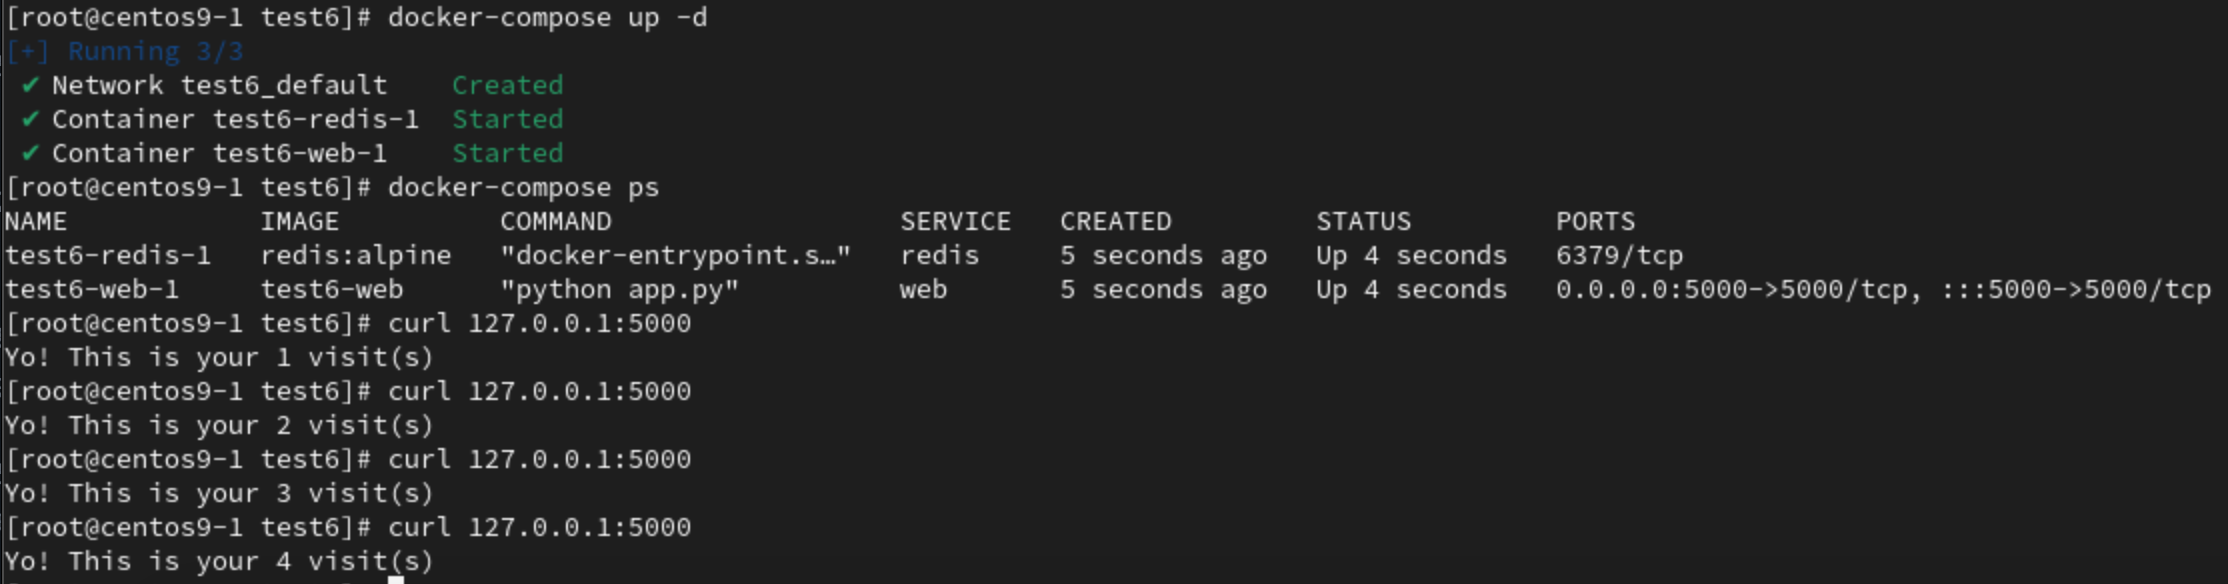 [root@centos9-1 test6]# docker-compose up -d
[+] Running 3/3
✔ Network test6_default    Created
✔ Container test6-redis-1  Started
✔ Container test6-web-1    Started
[root@centos9-1 test6]# docker-compose ps
NAME            IMAGE          COMMAND                  SERVICE   CREATED         STATUS         PORTS
test6-redis-1   redis:alpine   "docker-entrypoint.s…"   redis     5 seconds ago   Up 4 seconds   6379/tcp
test6-web-1     test6-web      "python app.py"          web       5 seconds ago   Up 4 seconds   0.0.0.0:5000->5000/tcp, :::5000->5000/tcp
[root@centos9-1 test6]# curl 127.0.0.1:5000
Yo! This is your 1 visit(s)
[root@centos9-1 test6]# curl 127.0.0.1:5000
Yo! This is your 2 visit(s)
[root@centos9-1 test6]# curl 127.0.0.1:5000
Yo! This is your 3 visit(s)
[root@centos9-1 test6]# curl 127.0.0.1:5000
Yo! This is your 4 visit(s)